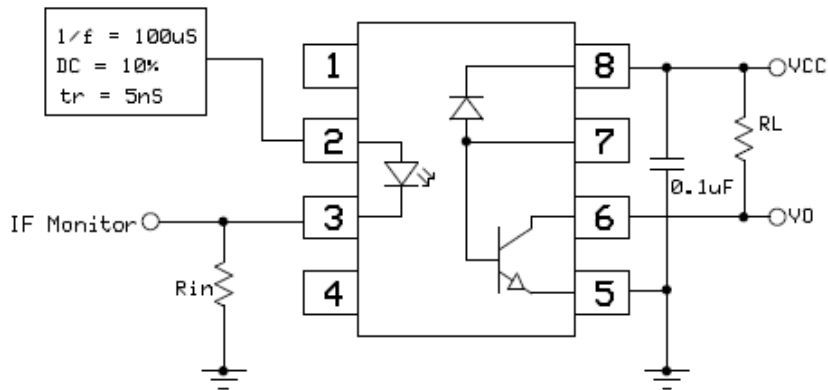 1/f = 100uS
DC = 10%
tr = 5nS
1
2
3
4
8
7
6
5
VCC
RL
0.1uF
VO
IF Monitor
Rin